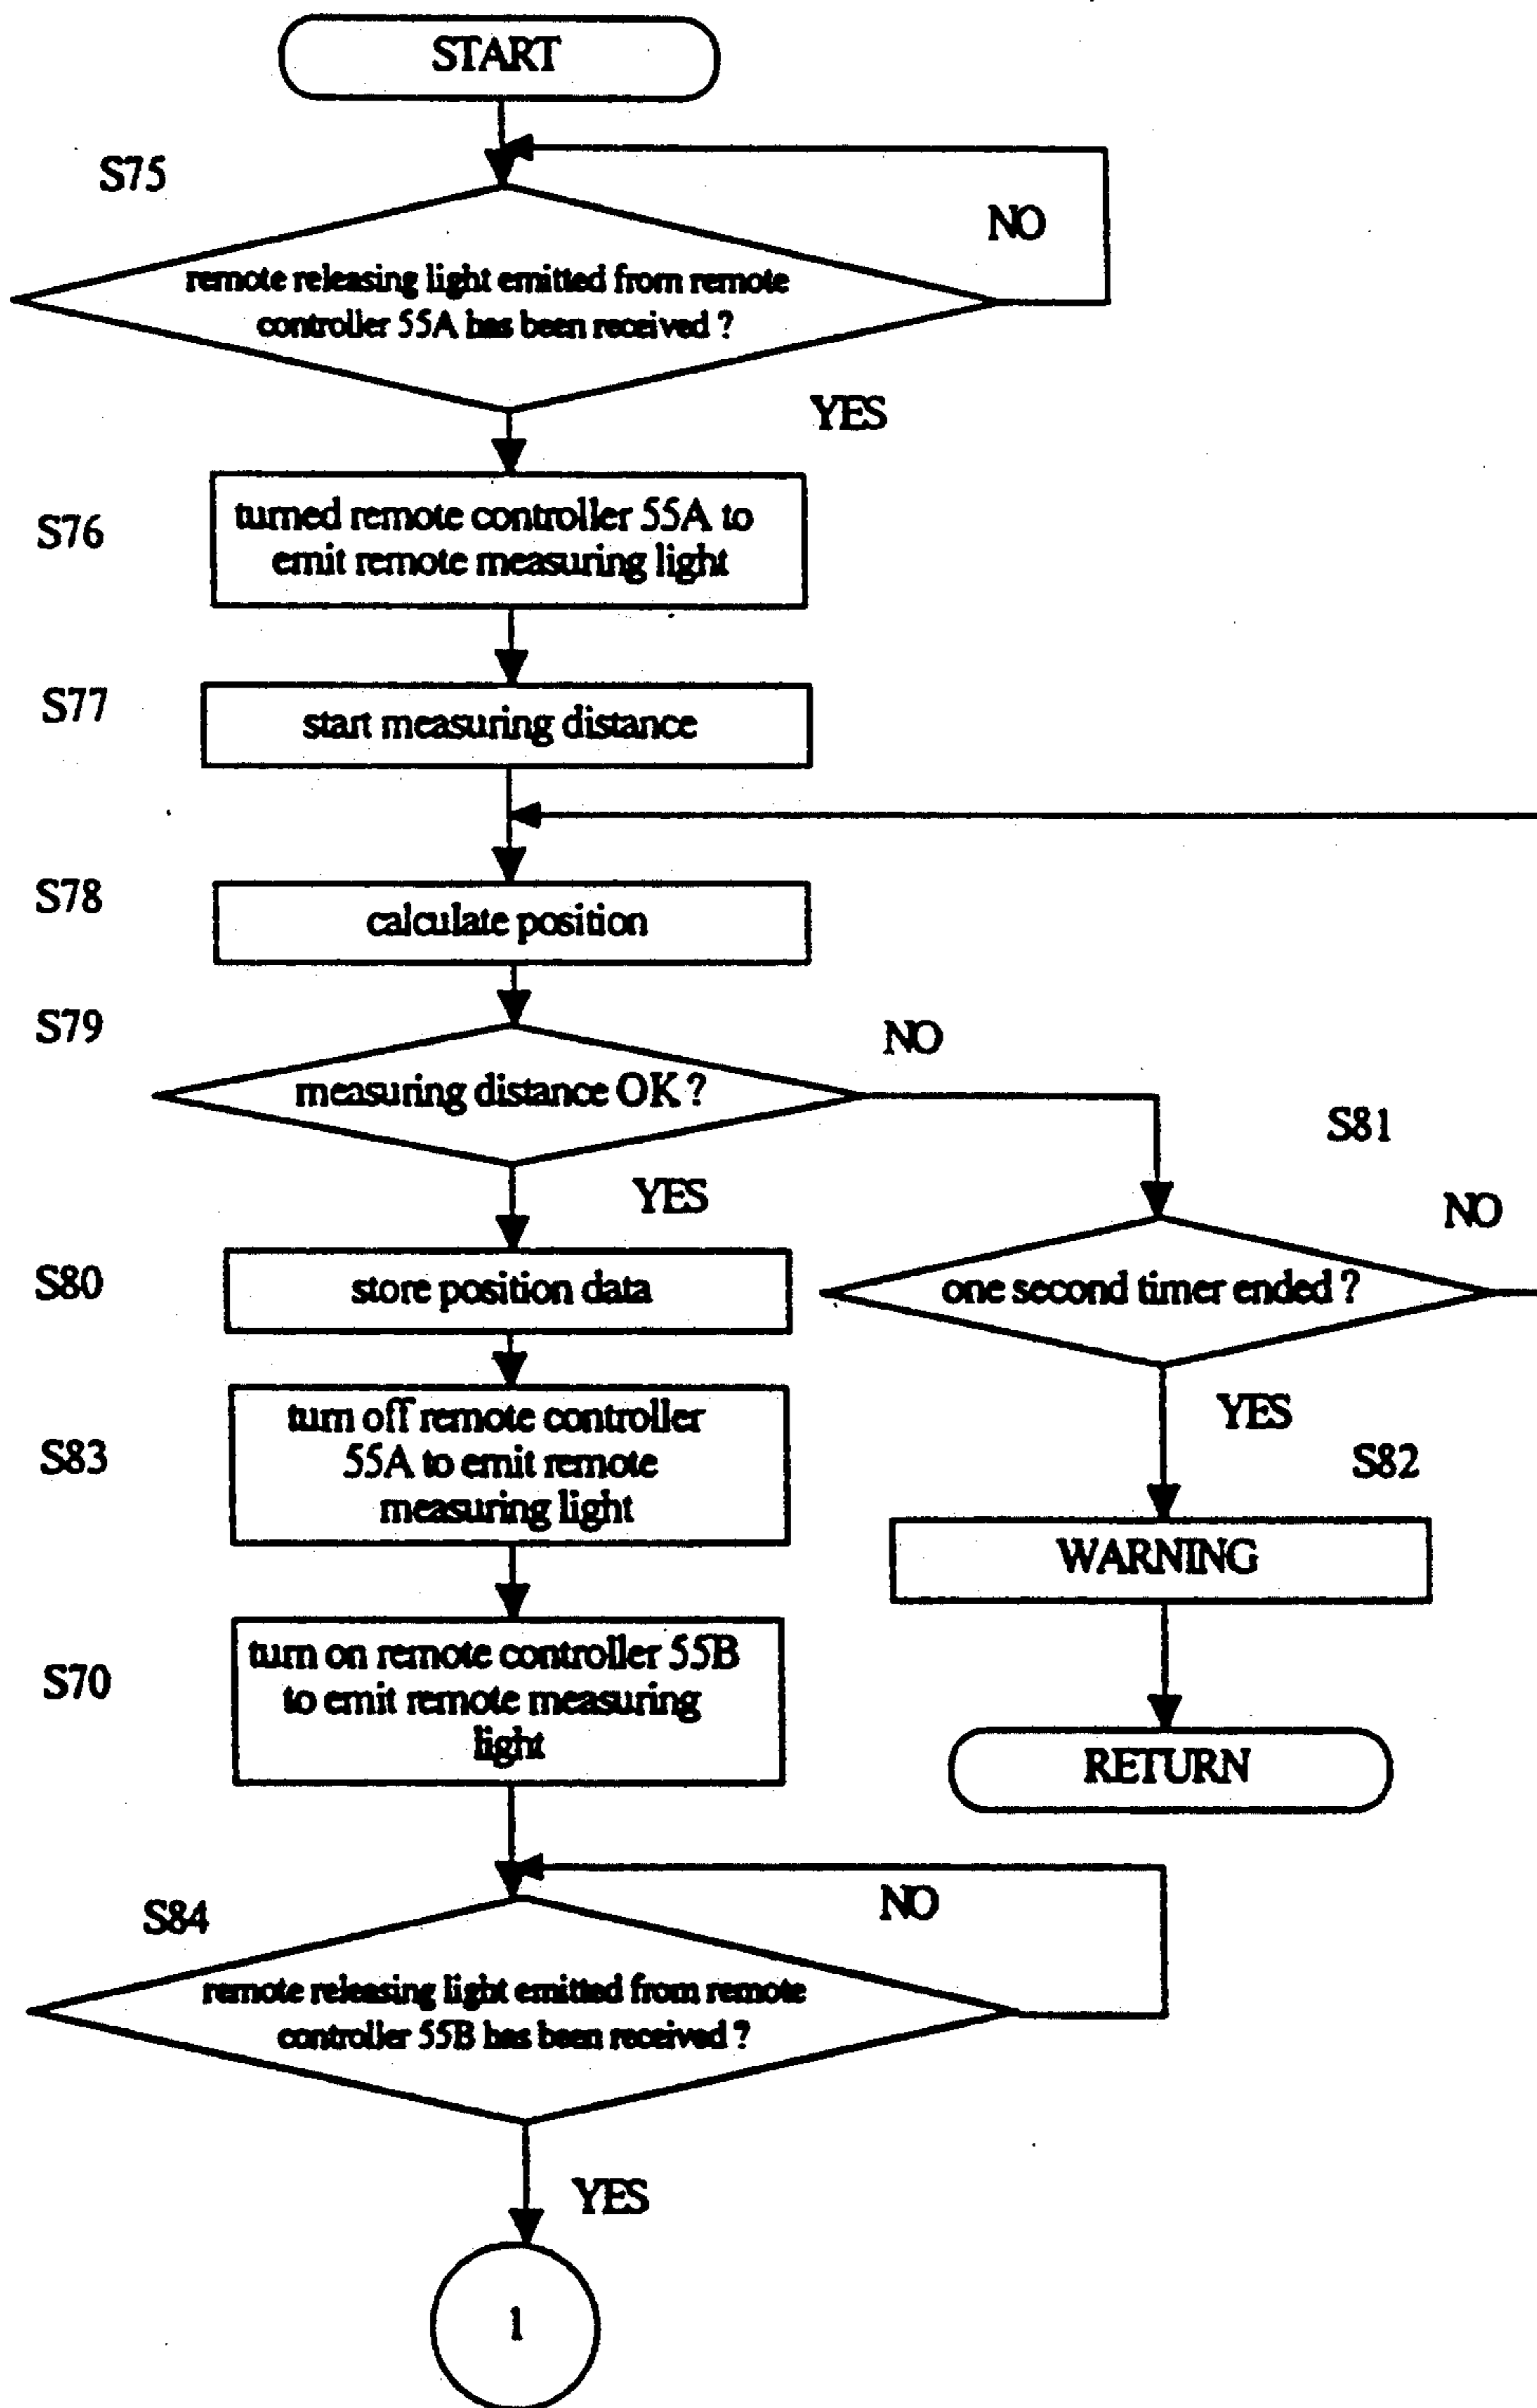 START
S75
NO
remote releasing light emitted from remote
controller 55A has been received ?
YES
S76
turned remote controller 55A to
emit remote measuring light
S77
start measuring distance
S78
calculate position
S79
NO
measuring distance OK ?
S81
YES
NO
S80
store position data
one second timer ended ?
S83
turn off remote controller
55A to emit remote
measuring light
YES
S82
WARNING
S70
turn on remote controller 55B
to emit remote measuring
light
RETURN
S84
NO
remote releasing light emitted from remote
controller 55B has been received ?
YES
1